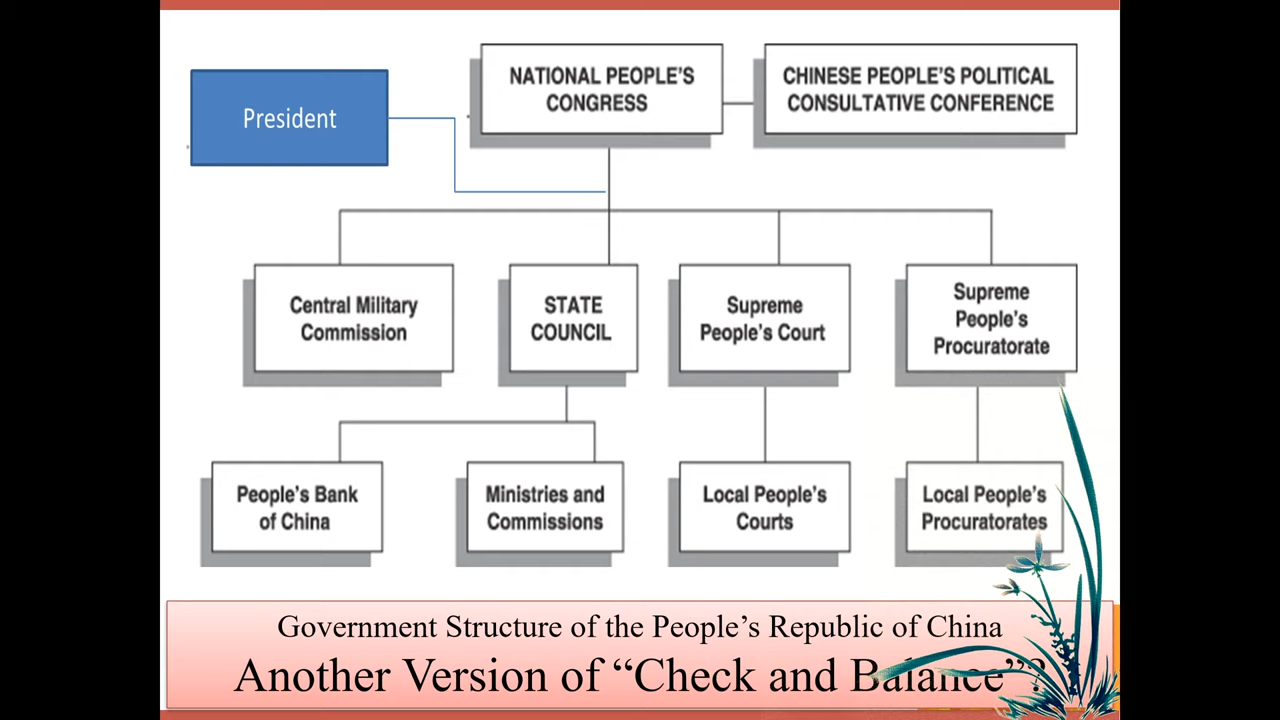 President
NATIONAL PEOPLE'S
CONGRESS
CHINESE PEOPLE'S POLITICAL
CONSULTATIVE CONFERENCE
Central Military
Commission
STATE
COUNCIL
Supreme
People's Court
Supreme
People's
Procuratorate
People's Bank
of China
Ministries and
Commissions
Local People's
Courts
Local People's
Procuratorates
Government Structure of the People's Republic of China
Another Version of “Check and Balance”?